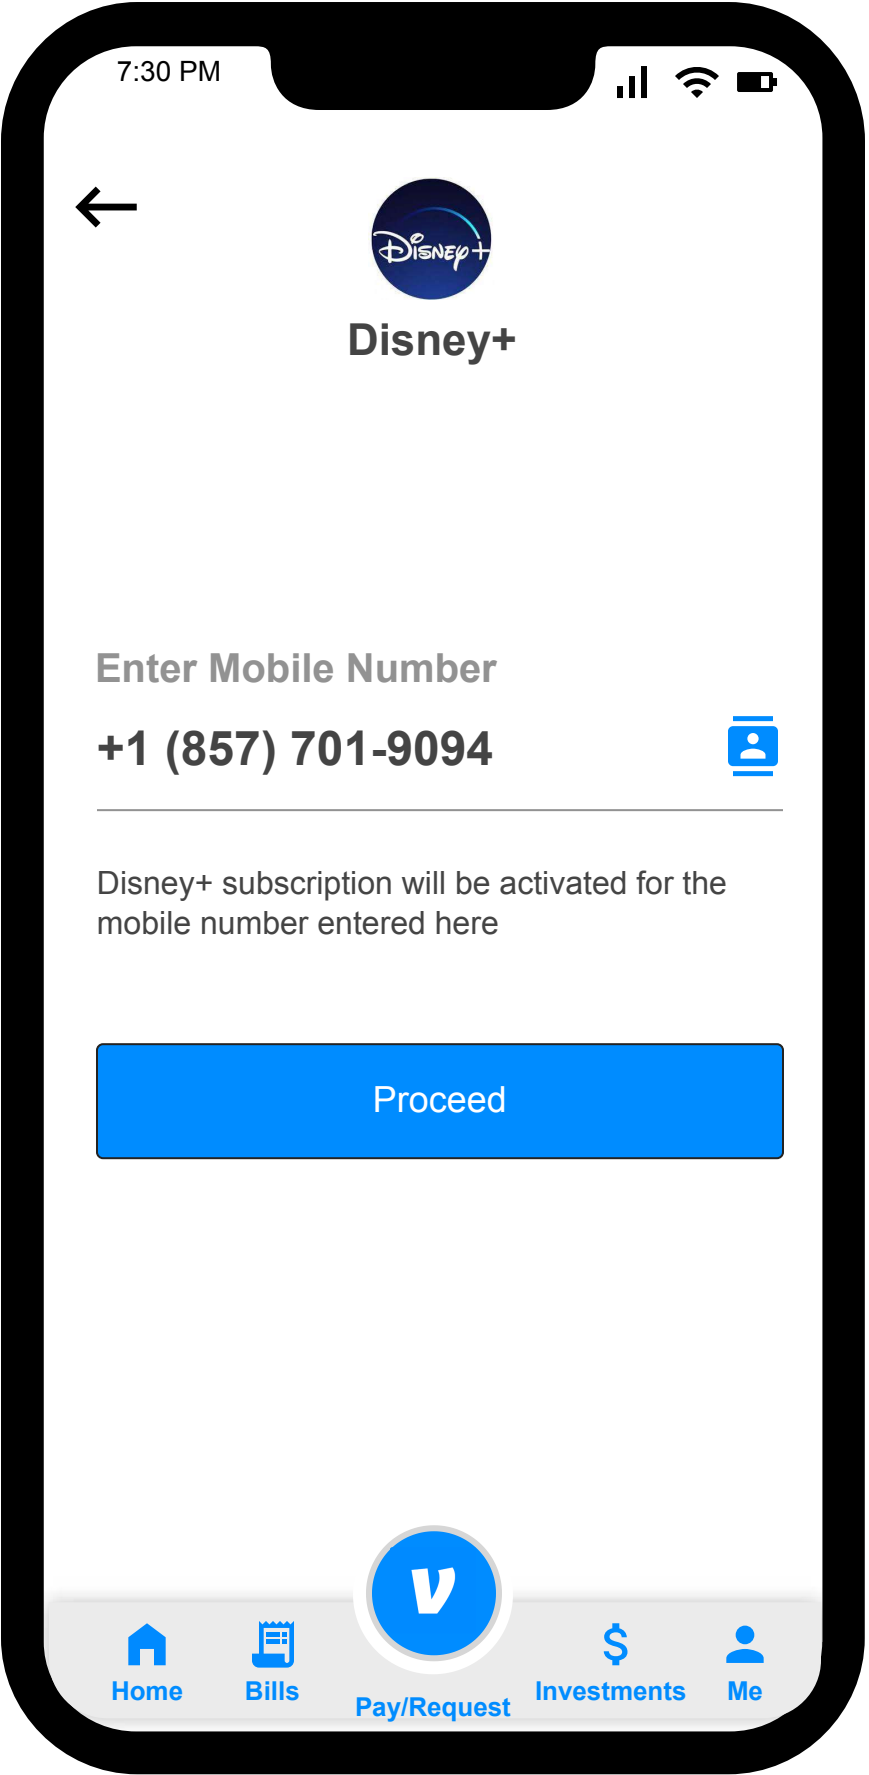 7:30 PM
Disney+
Disney+
Enter Mobile Number
+1 (857) 701-9094
Disney+ subscription will be activated for the
mobile number entered here
Proceed
V
Home
Bills
Pay/Request
$
Investments
Me